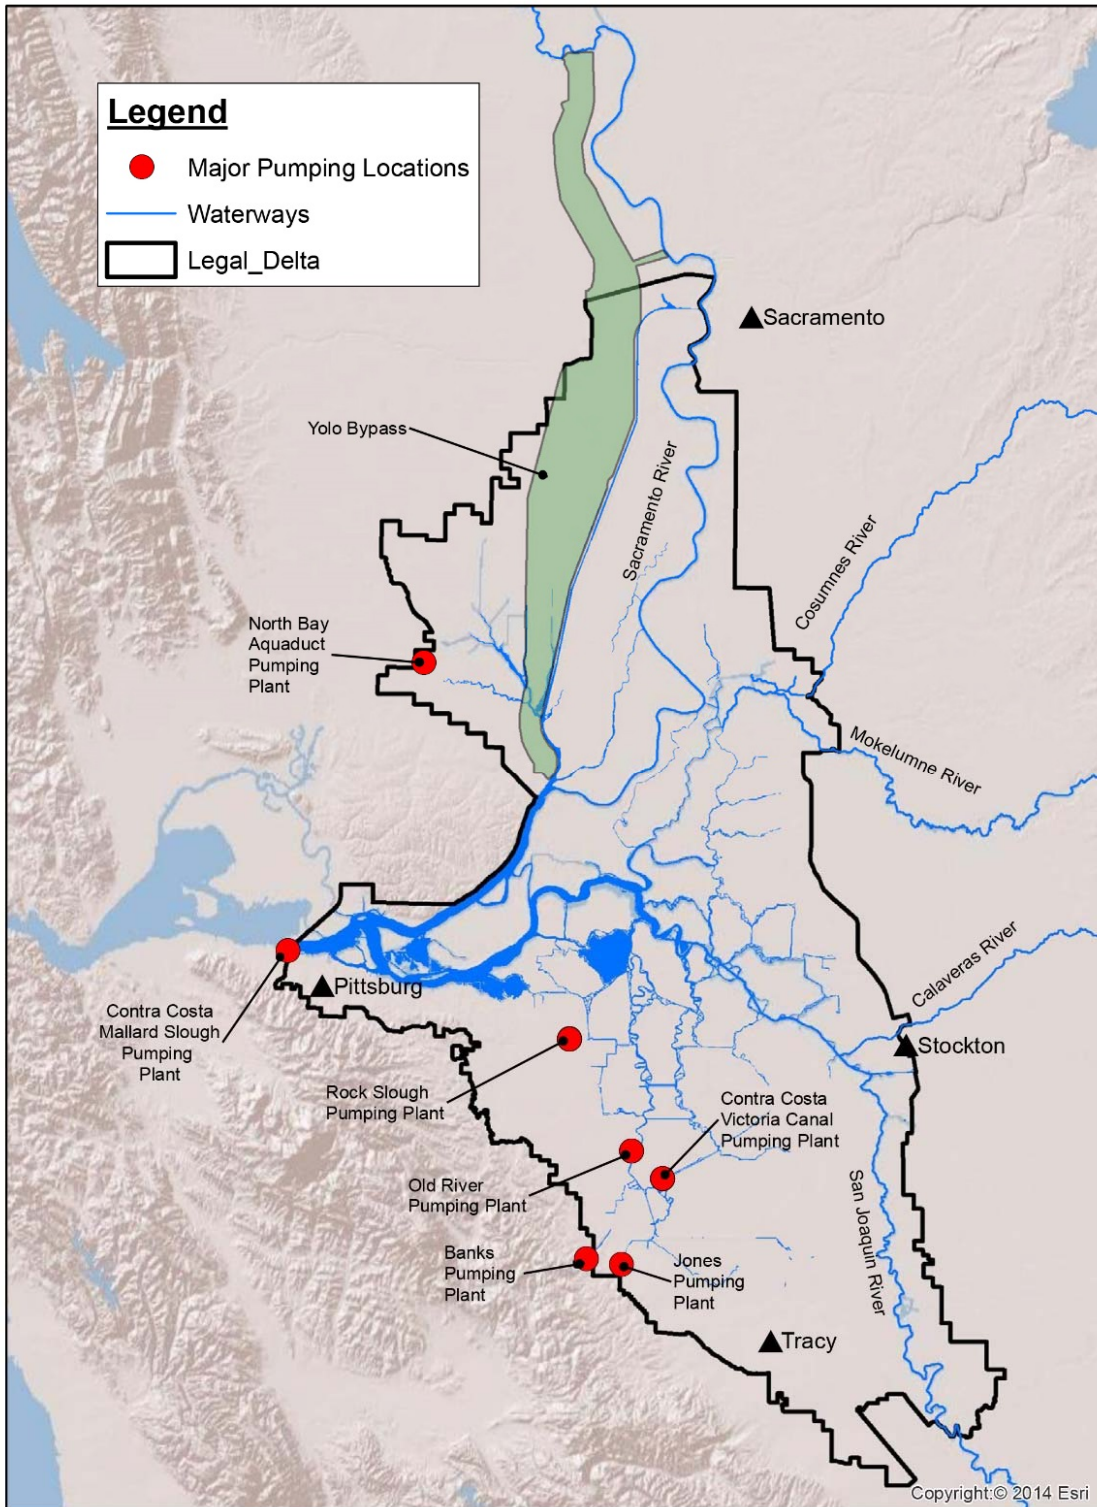 Legend
Major Pumping Locations
Waterways
Legal_Delta
Sacramento
Yolo Bypass
Sacramento River
Cosumnes River
North Bay
Aquaduct
Pumping
Plant
Mokelumne River
Calaveras River
Pittsburg
Contra Costa
Mallard Slough
Pumping
Plant
Stockton
Rock Slough
Pumping Plant
Contra Costa
Victoria Canal
Pumping Plant
Old River
Pumping Plant
San Joaquin River
Banks
Pumping
Plant
Jones
Pumping
Plant
Tracy
Copyright:© 2014 Esri